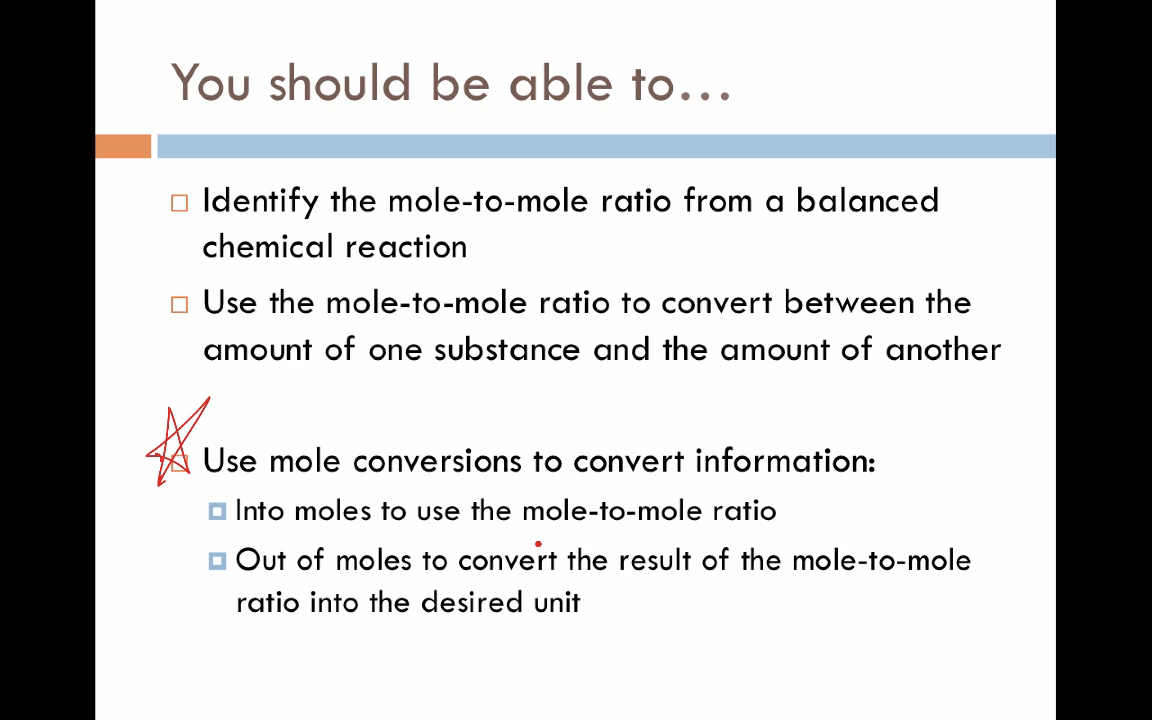 You should be able to...
Identify the mole-to-mole ratio from a balanced
chemical reaction
Use the mole-to-mole ratio to convert between the
amount of one substance and the amount of another
Use mole conversions to convert information:
Into moles to use the mole-to-mole ratio
Out of moles to convert the result of the mole-to-mole
ratio into the desired unit